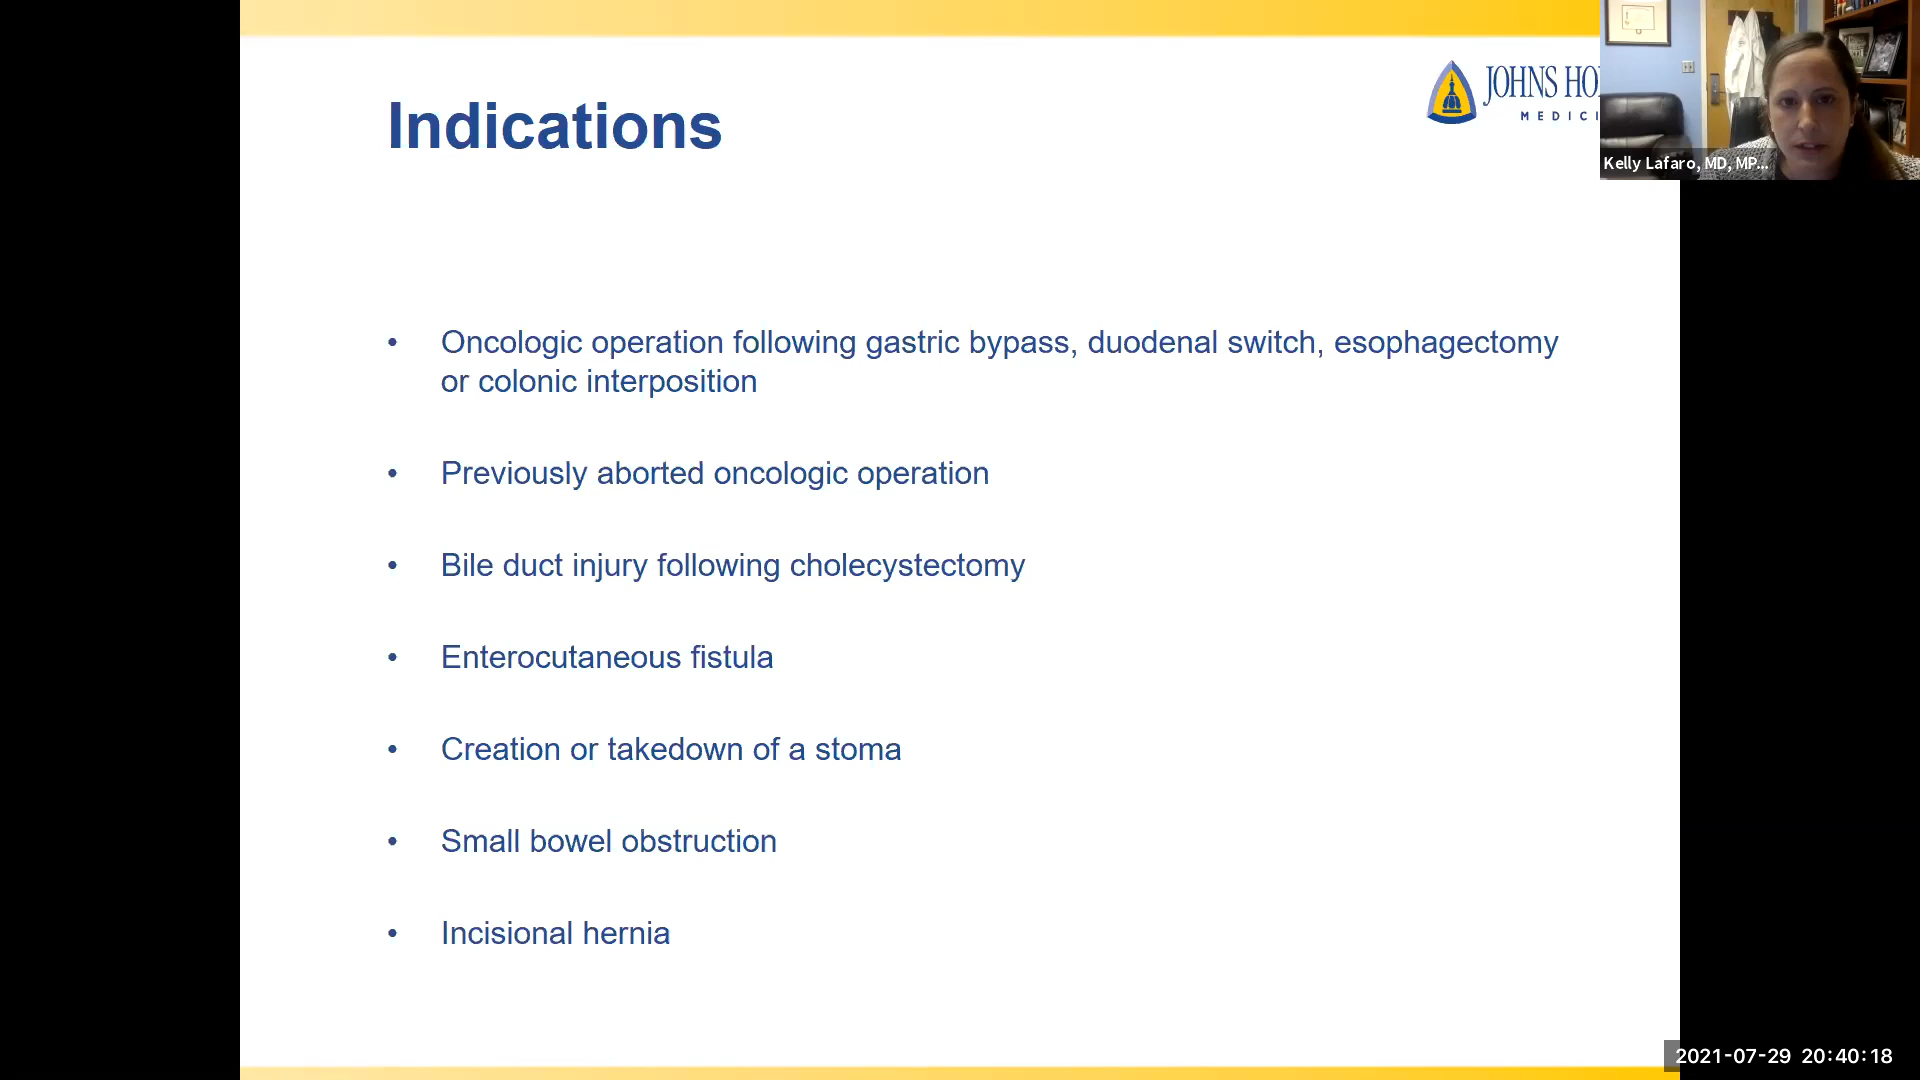 Indications
JOHNS HO
MEDICI
Kelly Lafaro, MD, MP...
• Oncologic operation following gastric bypass, duodenal switch, esophagectomy
or colonic interposition
• Previously aborted oncologic operation
• Bile duct injury following cholecystectomy
• Enterocutaneous fistula
• Creation or takedown of a stoma
• Small bowel obstruction
• Incisional hernia
2021-07-29 20:40:18